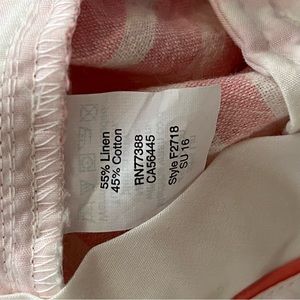 55% Linen
45% Cotton
RN77388
CA56445
Style F2718
SU 16